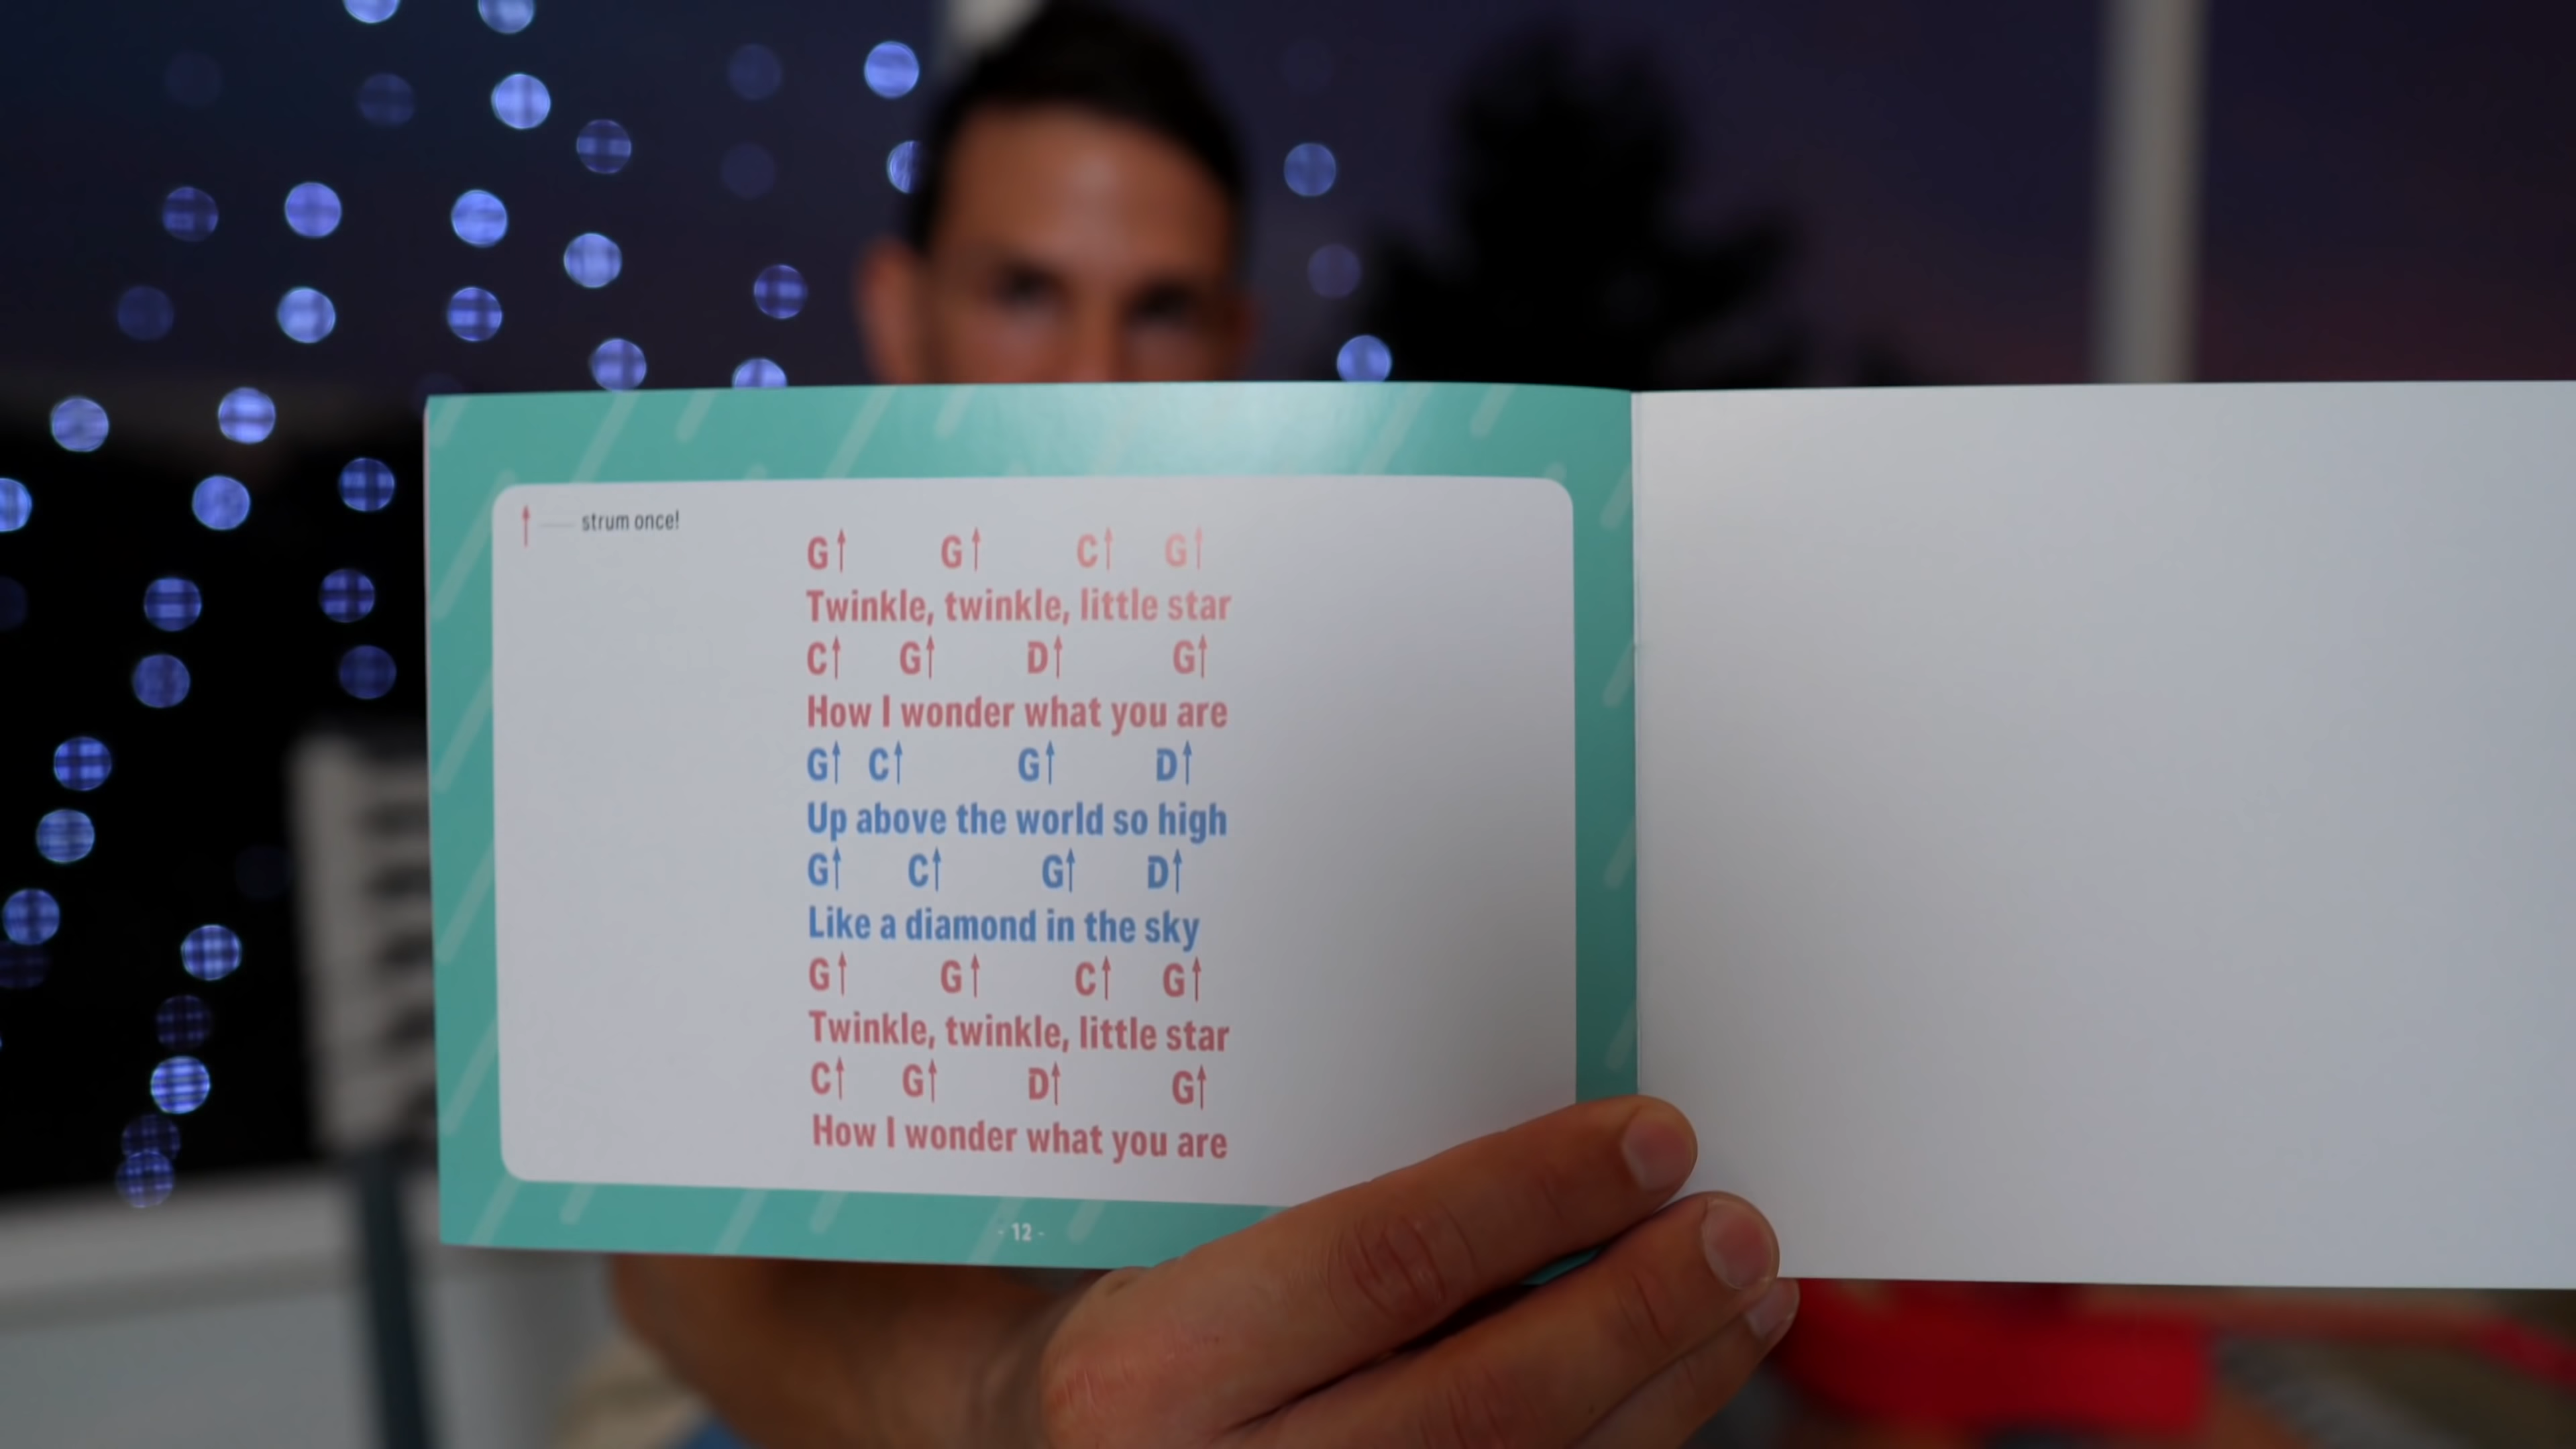 ↑ strum once!
G↑ G↑ C↑ G↑
Twinkle, twinkle, little star
C↑ G↑ D↑ G↑
How I wonder what you are
G↑ C↑ G↑ D↑
Up above the world so high
G↑ C↑ G↑ D↑
Like a diamond in the sky
G↑ G↑ C↑ G↑
Twinkle, twinkle, little star
C↑ G↑ D↑ G↑
How I wonder what you are
- 12 -